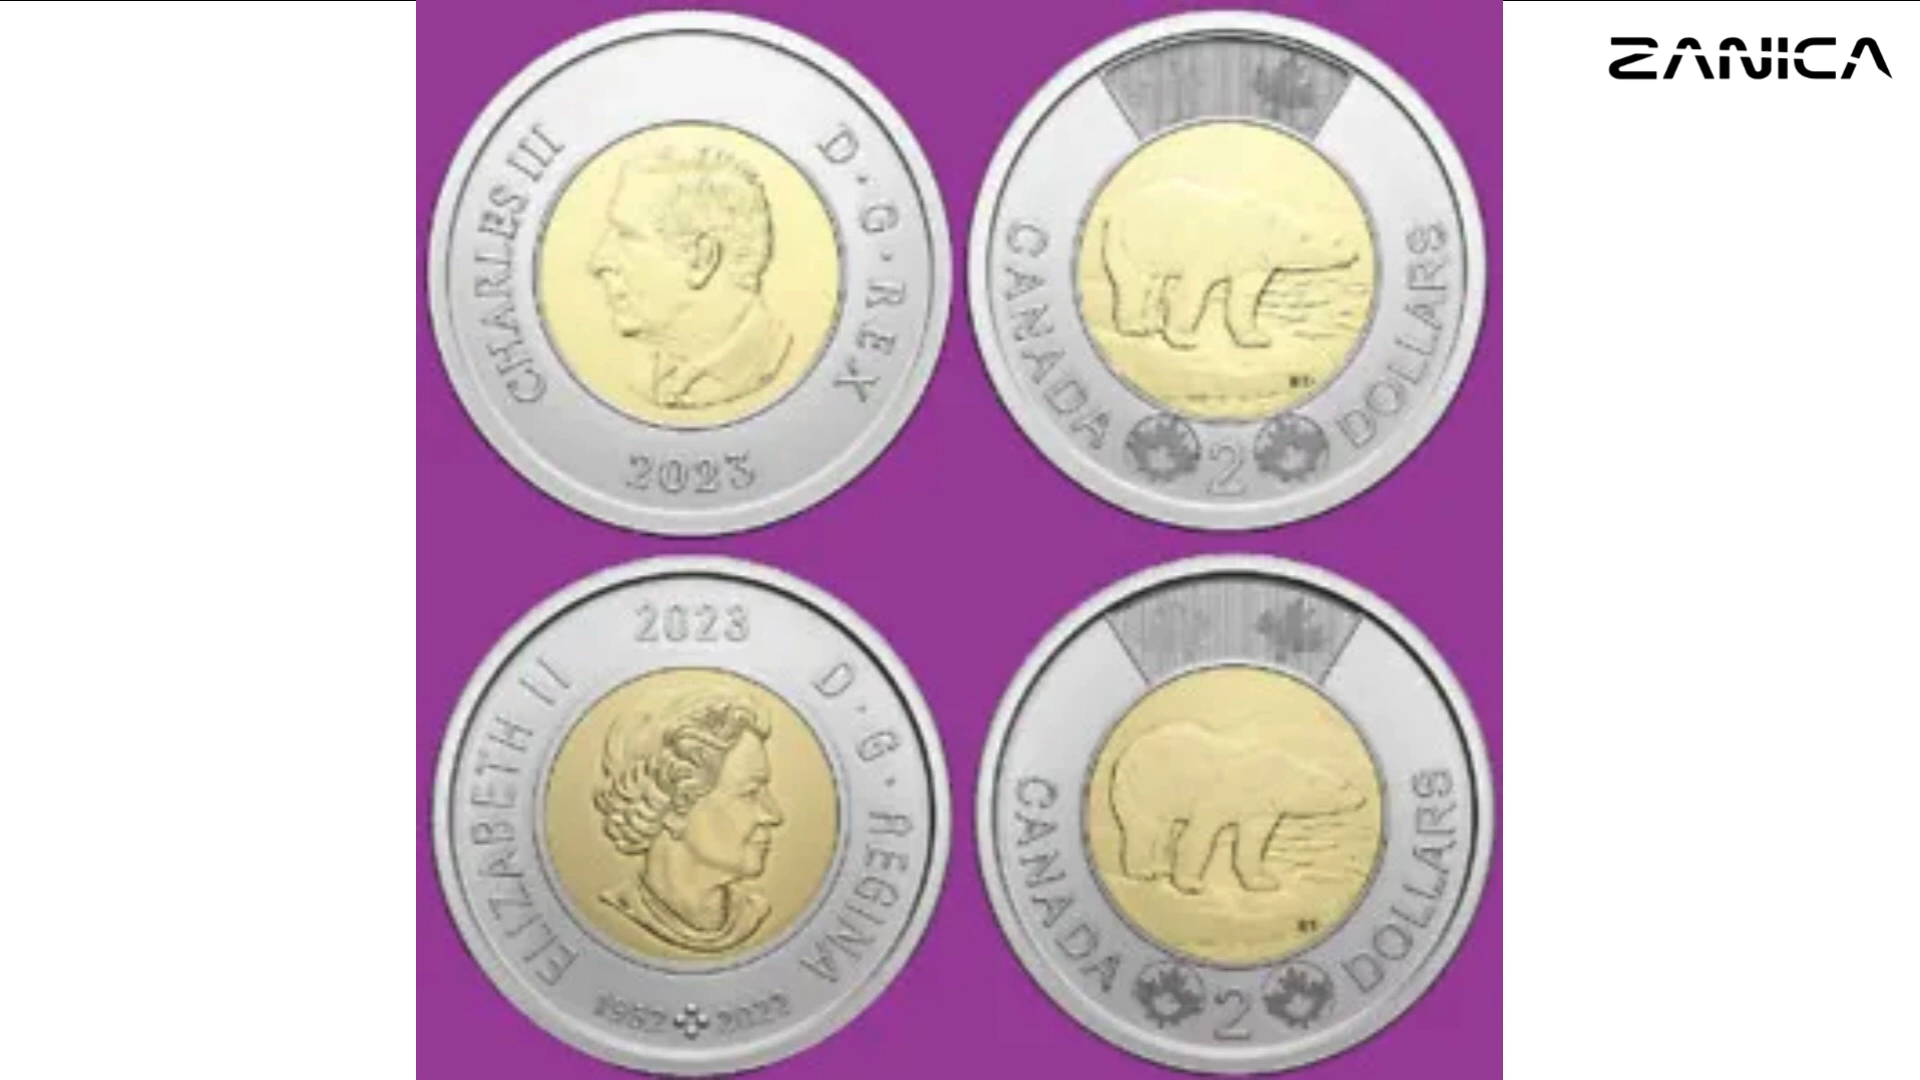 ZANICA
CHARLES III D·G·REX
2023
CANADA 2 DOLLARS
2023
ELIZABETH II D·G·REGINA
1952 2022
CANADA 2 DOLLARS